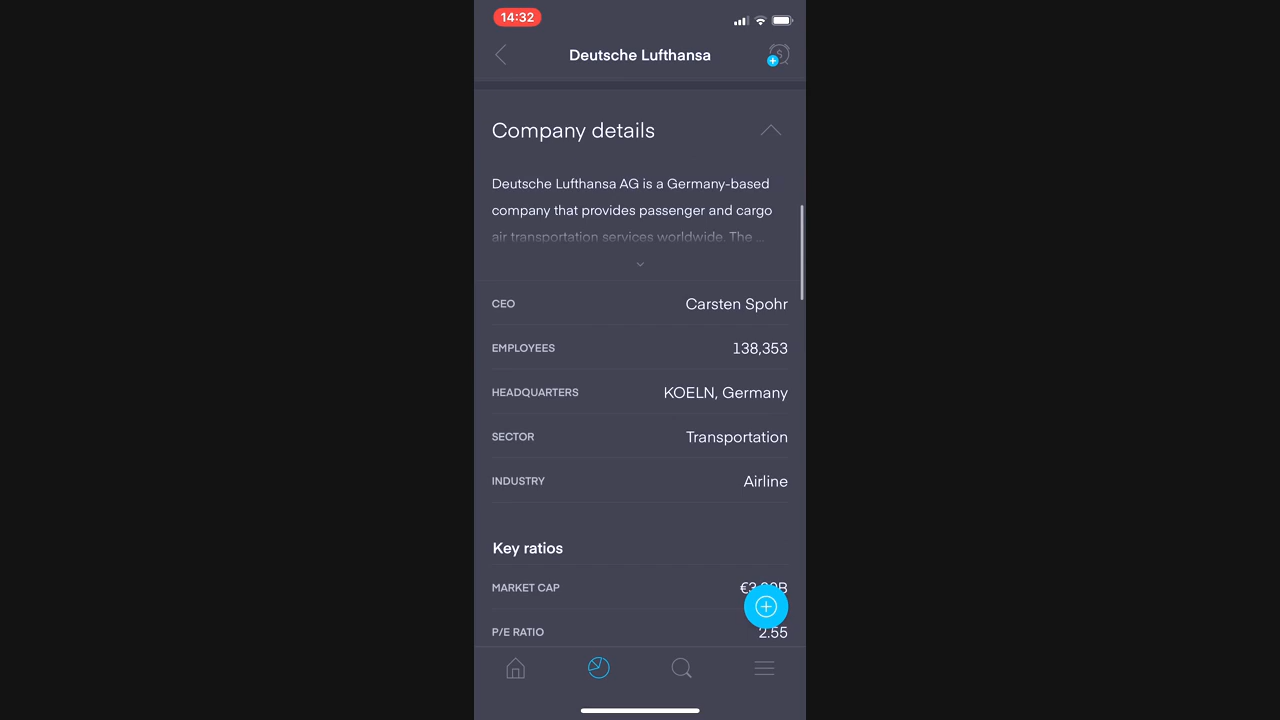 14:32
Deutsche Lufthansa
Company details
Deutsche Lufthansa AG is a Germany-based
company that provides passenger and cargo
air transportation services worldwide. The ...
CEO Carsten Spohr
EMPLOYEES 138,353
HEADQUARTERS KOELN, Germany
SECTOR Transportation
INDUSTRY Airline
Key ratios
MARKET CAP
P/E RATIO 2.55